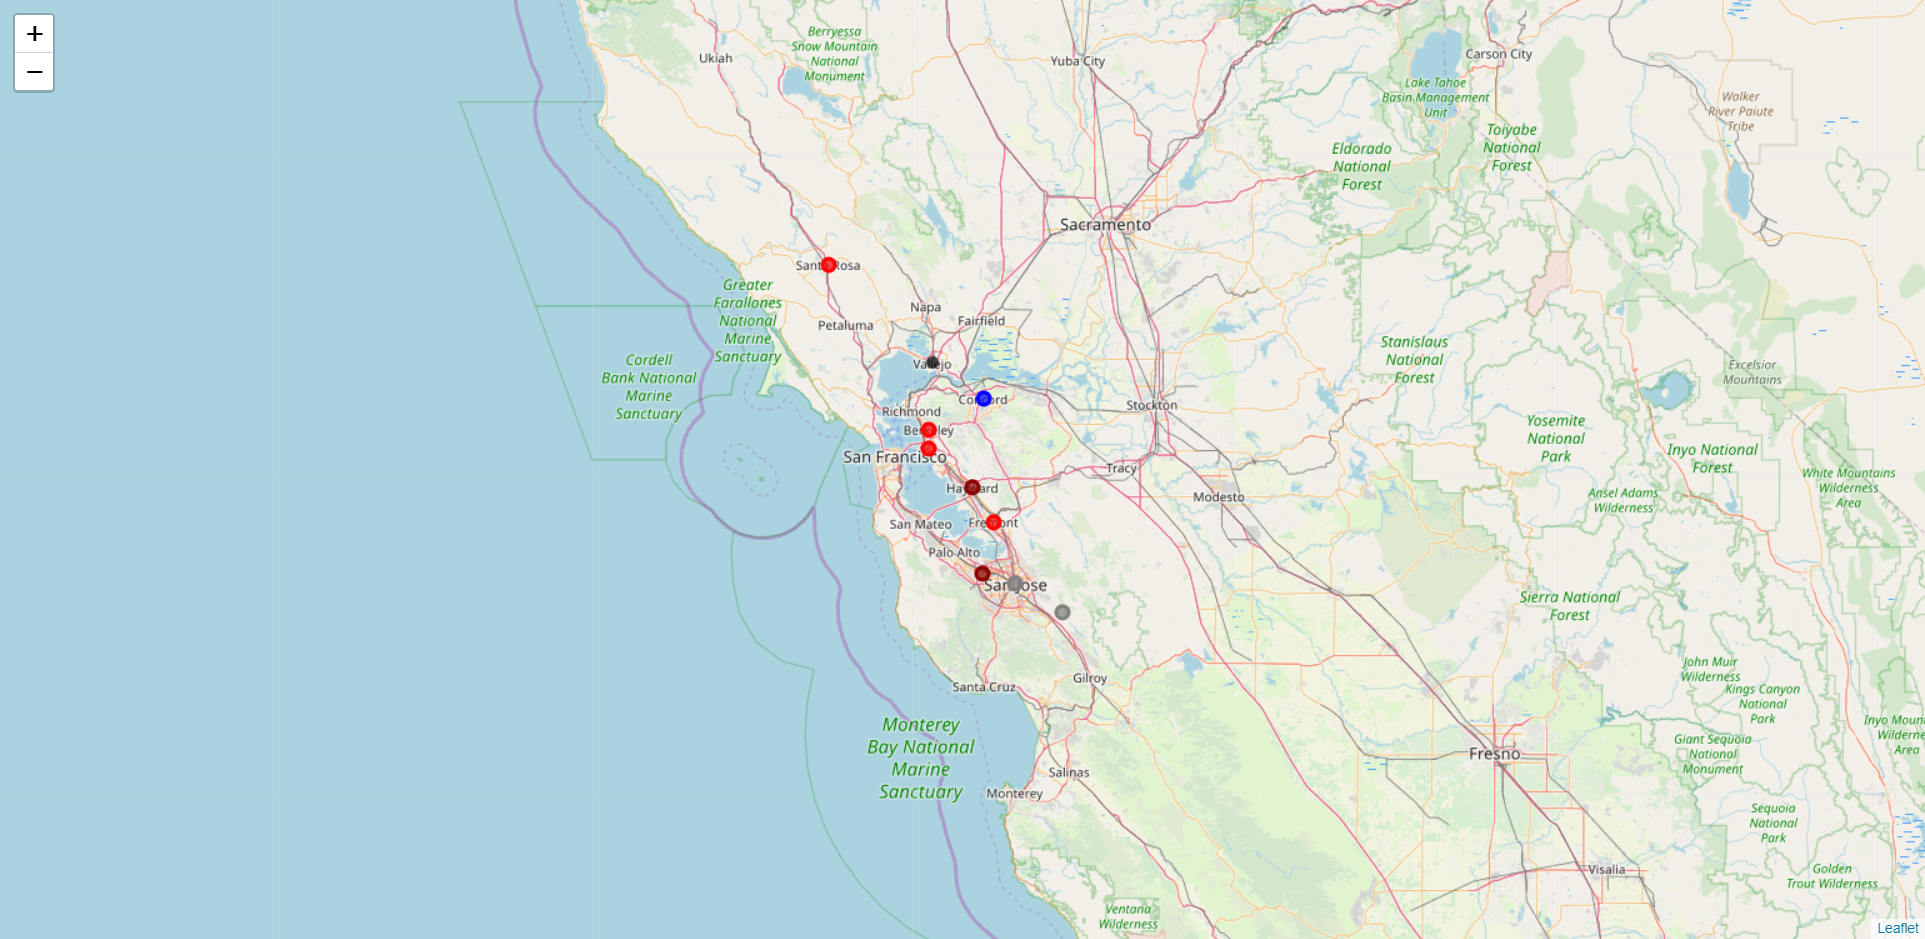 +
−
Ukiah
Berryessa
Snow Mountain
National
Monument
Yuba City
Carson City
Lake Tahoe
Basin Management
Unit
Walker
River Paiute
Tribe
Toiyabe
National
Forest
Eldorado
National
Forest
Sacramento
Santa Rosa
Greater
Farallones
National
Marine
Sanctuary
Napa
Fairfield
Petaluma
Vallejo
Cordell
Bank National
Marine
Sanctuary
Stanislaus
National
Forest
Excelsior
Mountains
Concord
Richmond
Stockton
Berkeley
Yosemite
National
Park
Inyo National
Forest
San Francisco
Tracy
White Mountains
Wilderness
Area
Hayward
Modesto
Ansel Adams
Wilderness
San Mateo
Fremont
Palo Alto
San Jose
Sierra National
Forest
John Muir
Wilderness
Kings Canyon
National
Park
Gilroy
Santa Cruz
Monterey
Bay National
Marine
Sanctuary
Inyo Moun
Wilderne
Area
Giant Sequoia
National
Monument
Fresno
Salinas
Monterey
Sequoia
National
Park
Visalia
Golden
Trout Wilderness
Ventana
Wilderness
Leaflet